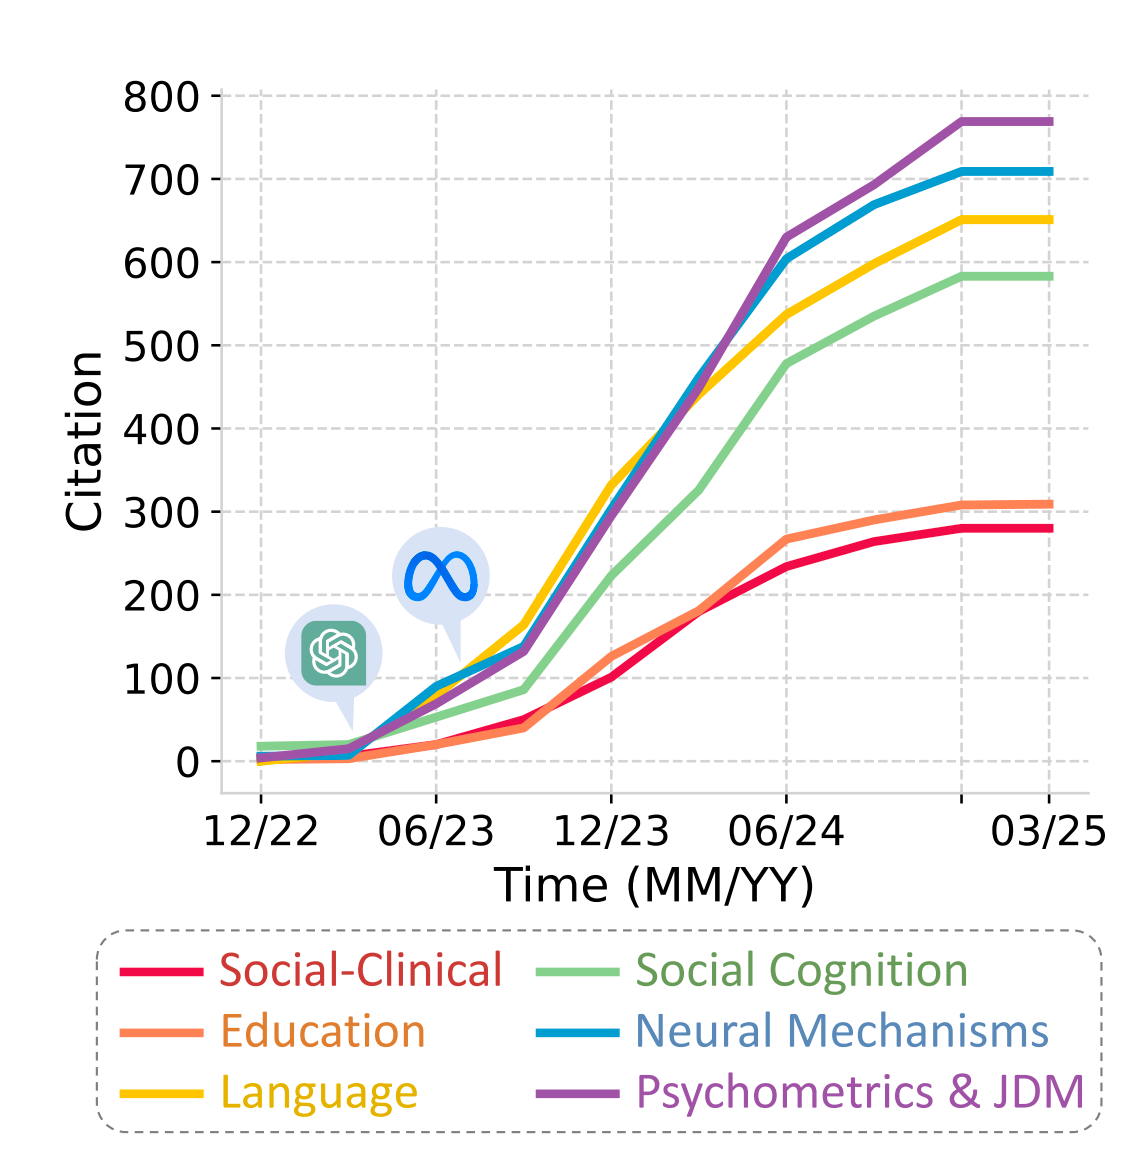 800
700
600
500
400
300
200
100
0
Citation
12/22 06/23 12/23 06/24 03/25
Time (MM/YY)
Social-Clinical Social Cognition
Education Neural Mechanisms
Language Psychometrics & JDM